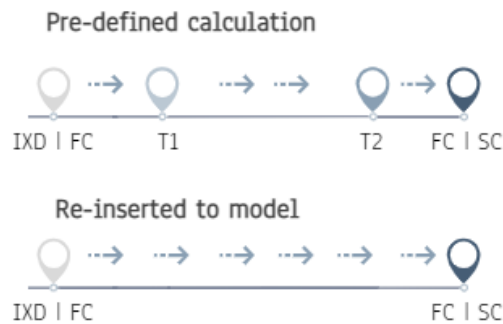 Pre-defined calculation
IXD | FC T1 T2 FC | SC
Re-inserted to model
IXD | FC FC | SC